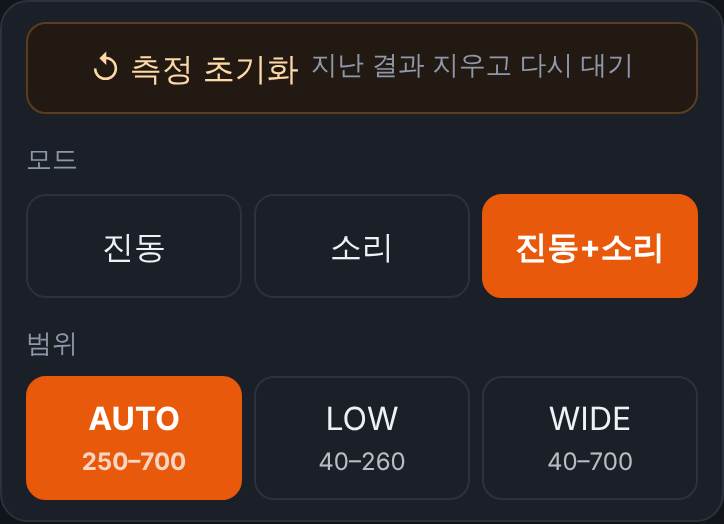 측정 초기화 지난 결과 지우고 다시 대기
모드
진동 소리 진동+소리
범위
AUTO LOW WIDE
250–700 40–260 40–700